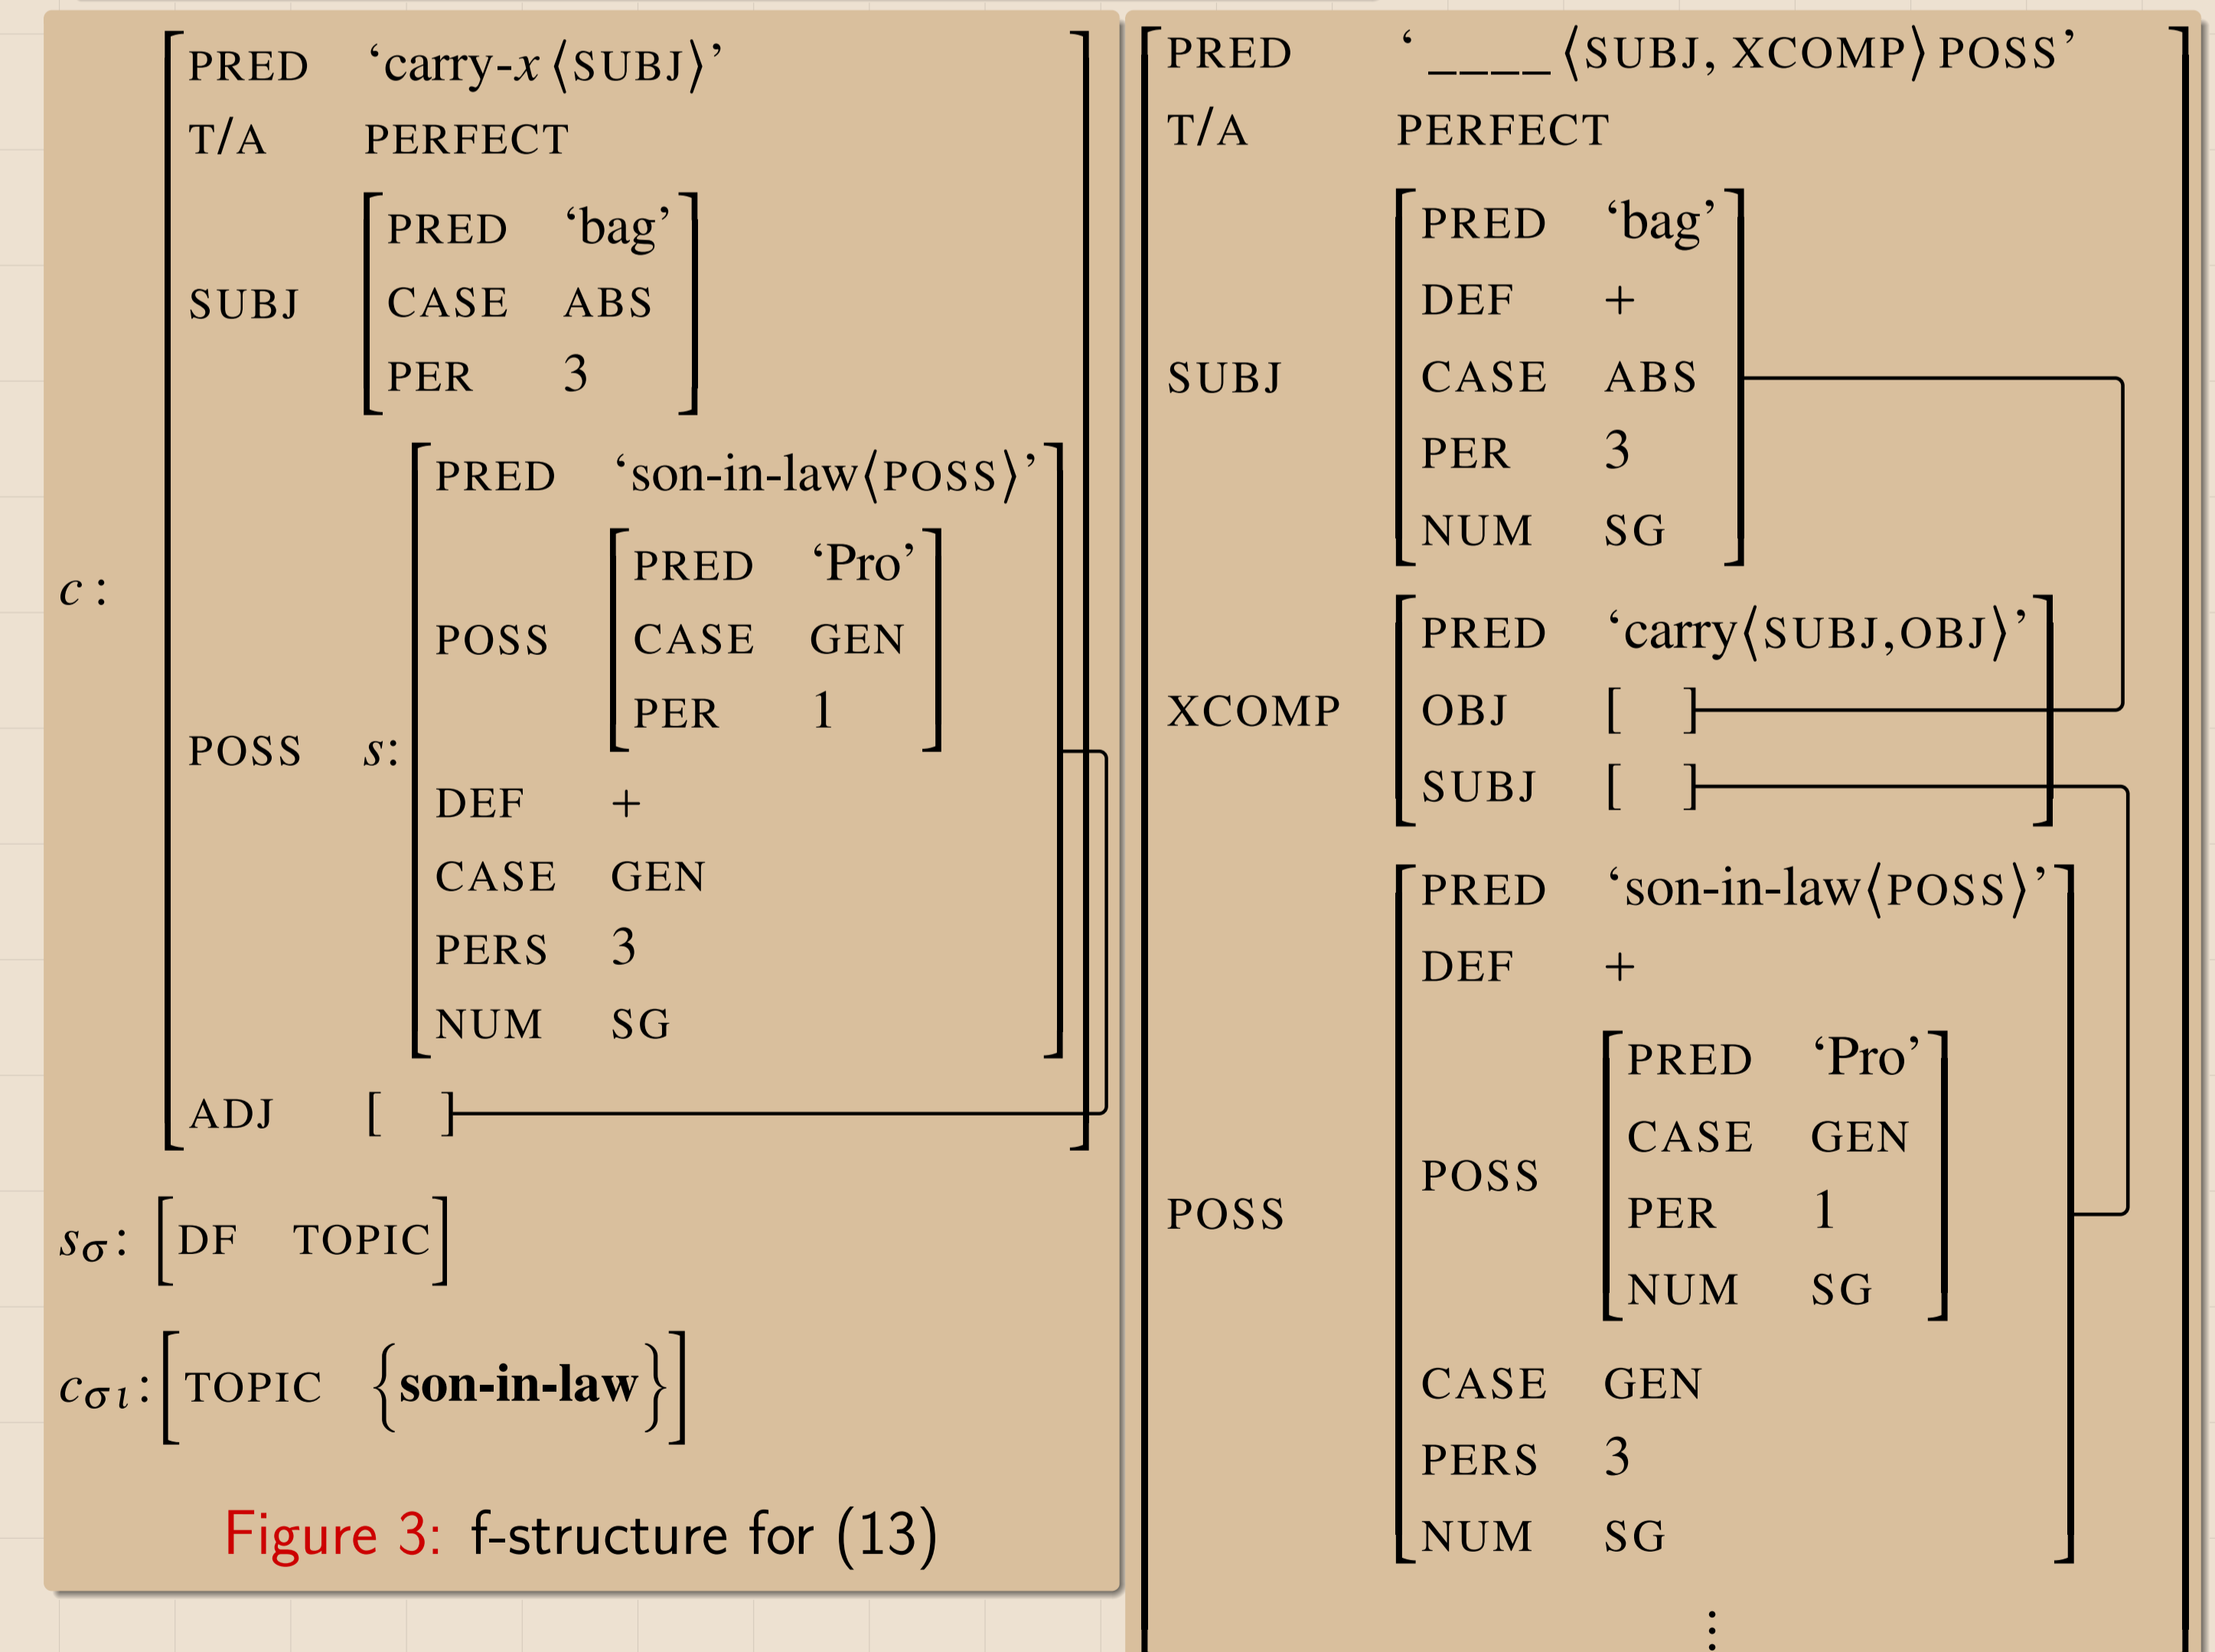 PRED ‘carry-x⟨SUBJ⟩’
T/A PERFECT
PRED ‘bag’
SUBJ CASE ABS
PER 3
PRED ‘son-in-law⟨POSS⟩’
PRED ‘Pro’
c :
POSS CASE GEN
PER 1
POSS s:
DEF +
CASE GEN
PERS 3
NUM SG
ADJ [ ]
sσ: [DF TOPIC]
cσι: [TOPIC {son-in-law}]
Figure 3: f-structure for (13)
PRED ‘____⟨SUBJ, XCOMP⟩POSS’
T/A PERFECT
PRED ‘bag’
DEF +
SUBJ CASE ABS
PER 3
NUM SG
PRED ‘carry⟨SUBJ,OBJ⟩’
XCOMP OBJ [ ]
SUBJ [ ]
PRED ‘son-in-law⟨POSS⟩’
DEF +
PRED ‘Pro’
CASE GEN
POSS
POSS PER 1
NUM SG
CASE GEN
PERS 3
NUM SG
⋮